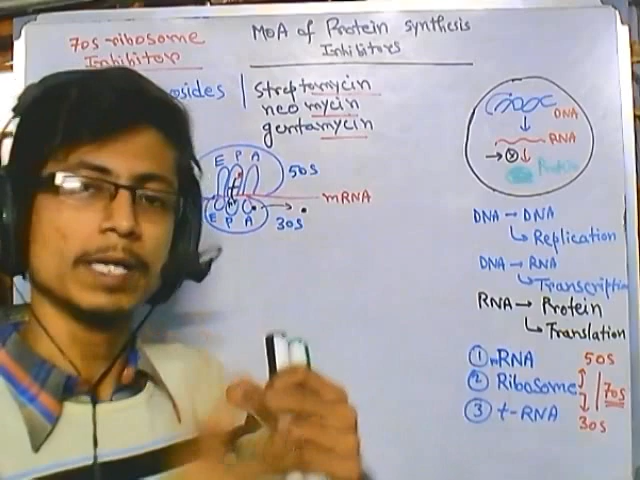 70s ribosome
Inhibitor
MOA of Protein synthesis
Inhibitors
osides
Streptomycin
neomycin
gentamycin
E P A
50S
mRNA
E P A
30S
DNA
RNA
Protein
DNA → DNA
Replication
DNA → RNA
Transcription
RNA → Protein
Translation
① mRNA
② Ribosome
③ t-RNA
50S
70S
30S